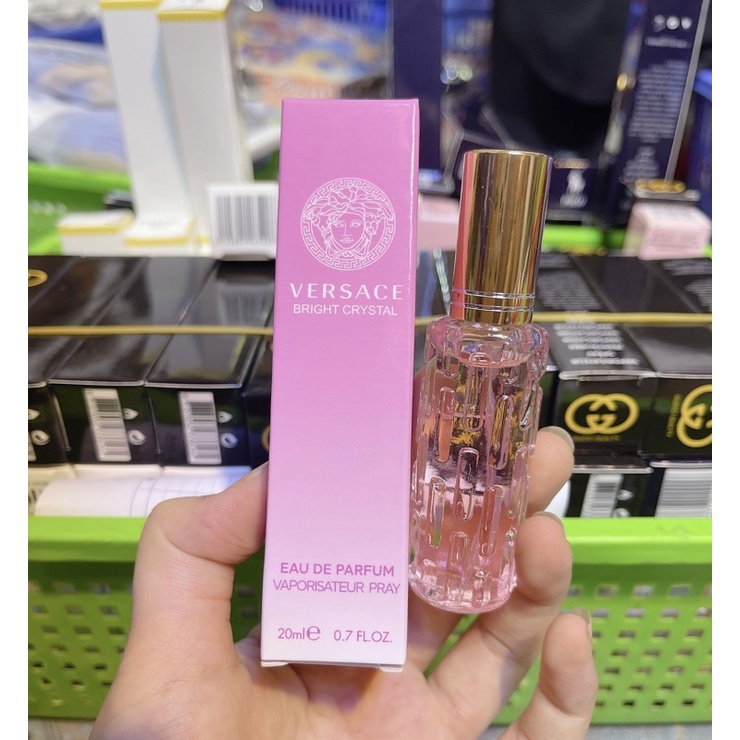 VERSACE
BRIGHT CRYSTAL
EAU DE PARFUM
VAPORISATEUR PRAY
20ml℮ 0.7 FL.OZ.